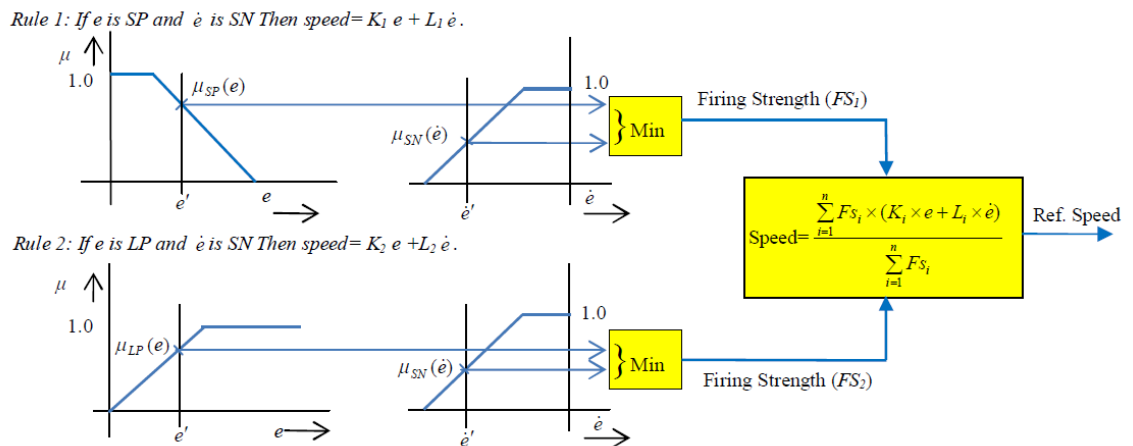 Rule 1: If e is SP and ė is SN Then speed= K₁ e + L₁ ė .
μ
1.0
μSP(e)
e′
e
1.0
μSN(ė)
ė′
ė
} Min
Firing Strength (FS₁)
Speed= ∑ⁿᵢ₌₁ Fsᵢ × (Kᵢ × e + Lᵢ × ė) / ∑ⁿᵢ₌₁ Fsᵢ
Ref. Speed
Rule 2: If e is LP and ė is SN Then speed= K₂ e +L₂ ė .
μ
1.0
μLP(e)
e′
e
1.0
μSN(ė)
ė′
ė
} Min
Firing Strength (FS₂)